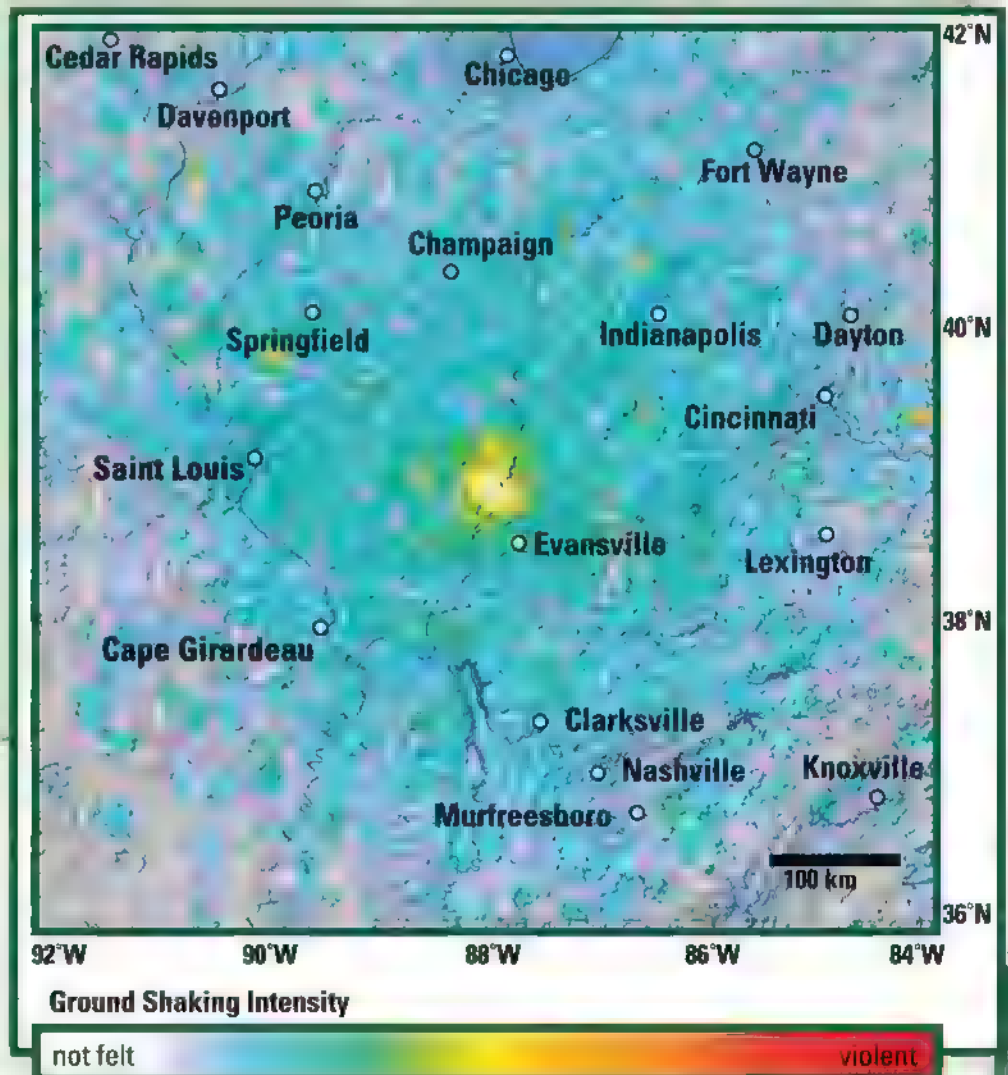 42°N
Cedar Rapids
Chicago
Davenport
Fort Wayne
Peoria
Champaign
Springfield
Indianapolis
Dayton
40°N
Cincinnati
Saint Louis
Evansville
Lexington
38°N
Cape Girardeau
Clarksville
Nashville
Knoxville
Murfreesboro
100 km
36°N
92°W 90°W 88°W 86°W 84°W
Ground Shaking Intensity
not felt violent